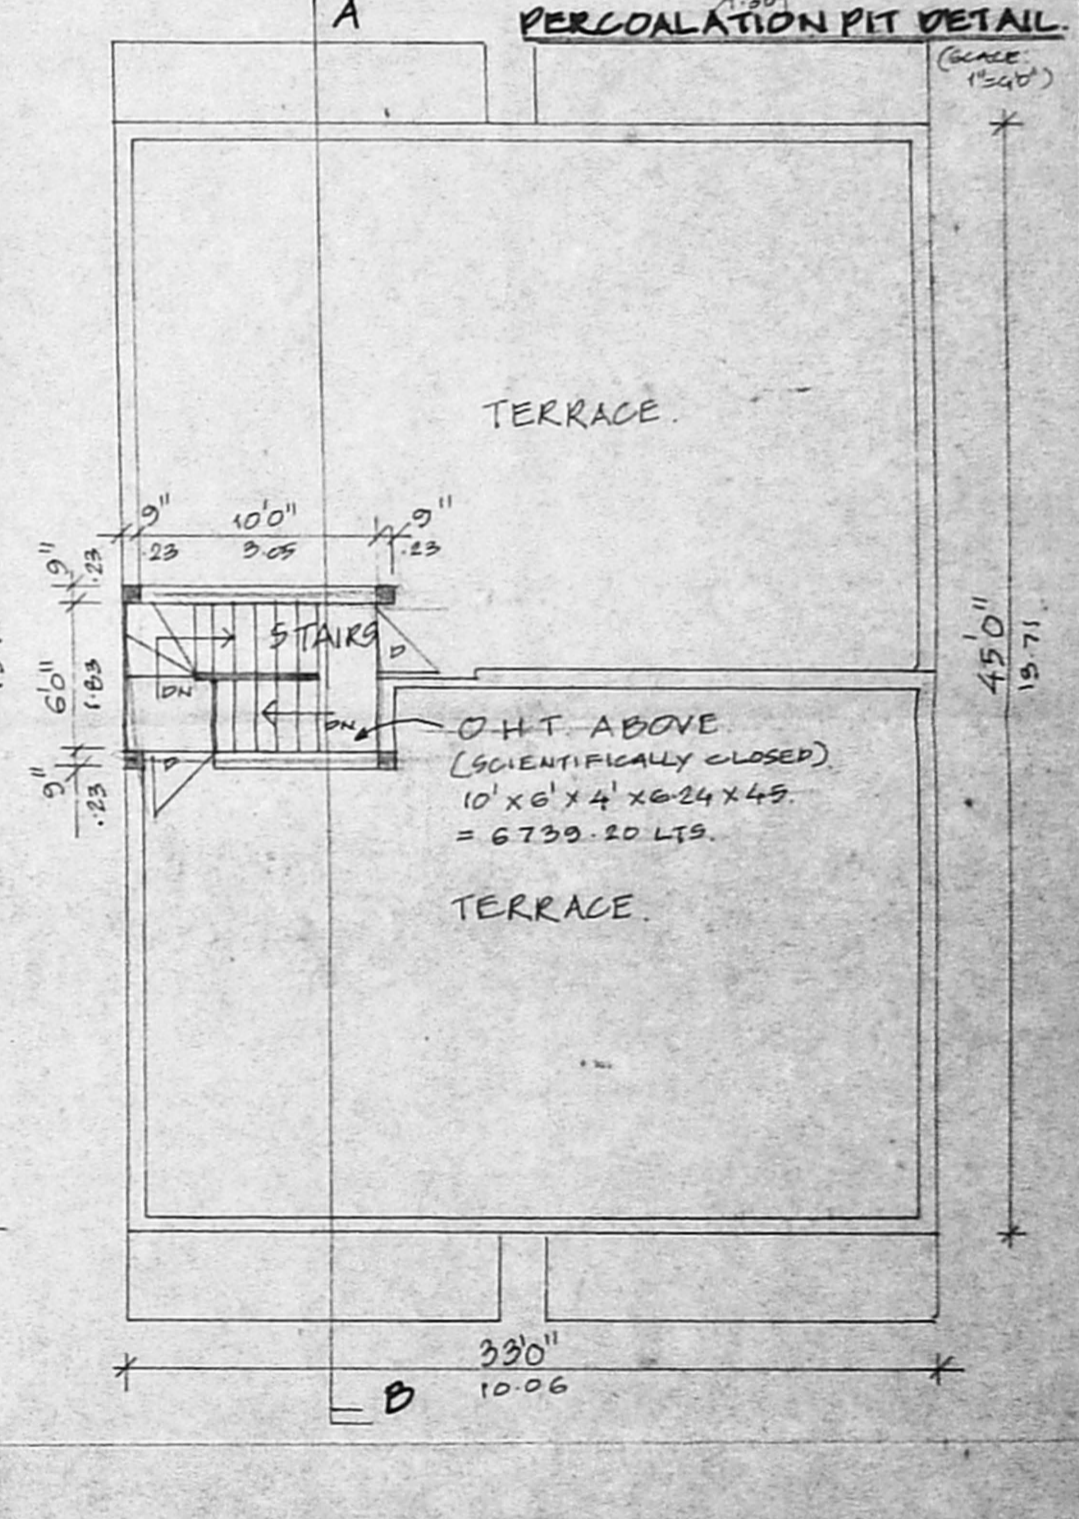 A
PERCOALATION PIT DETAIL.
(SCALE:
1"=4'0")
TERRACE.
9" 10'0" 9"
.23 3.05 .23
9"
.23
6'0"
1.83
9"
.23
STAIRS
D
DN
DN
D
O.H.T. ABOVE
(SCIENTIFICALLY CLOSED)
10' x 6' x 4' x 6.24 x 45.
= 6739.20 LTS.
45'0"
13.71
TERRACE.
33'0"
10.06
B